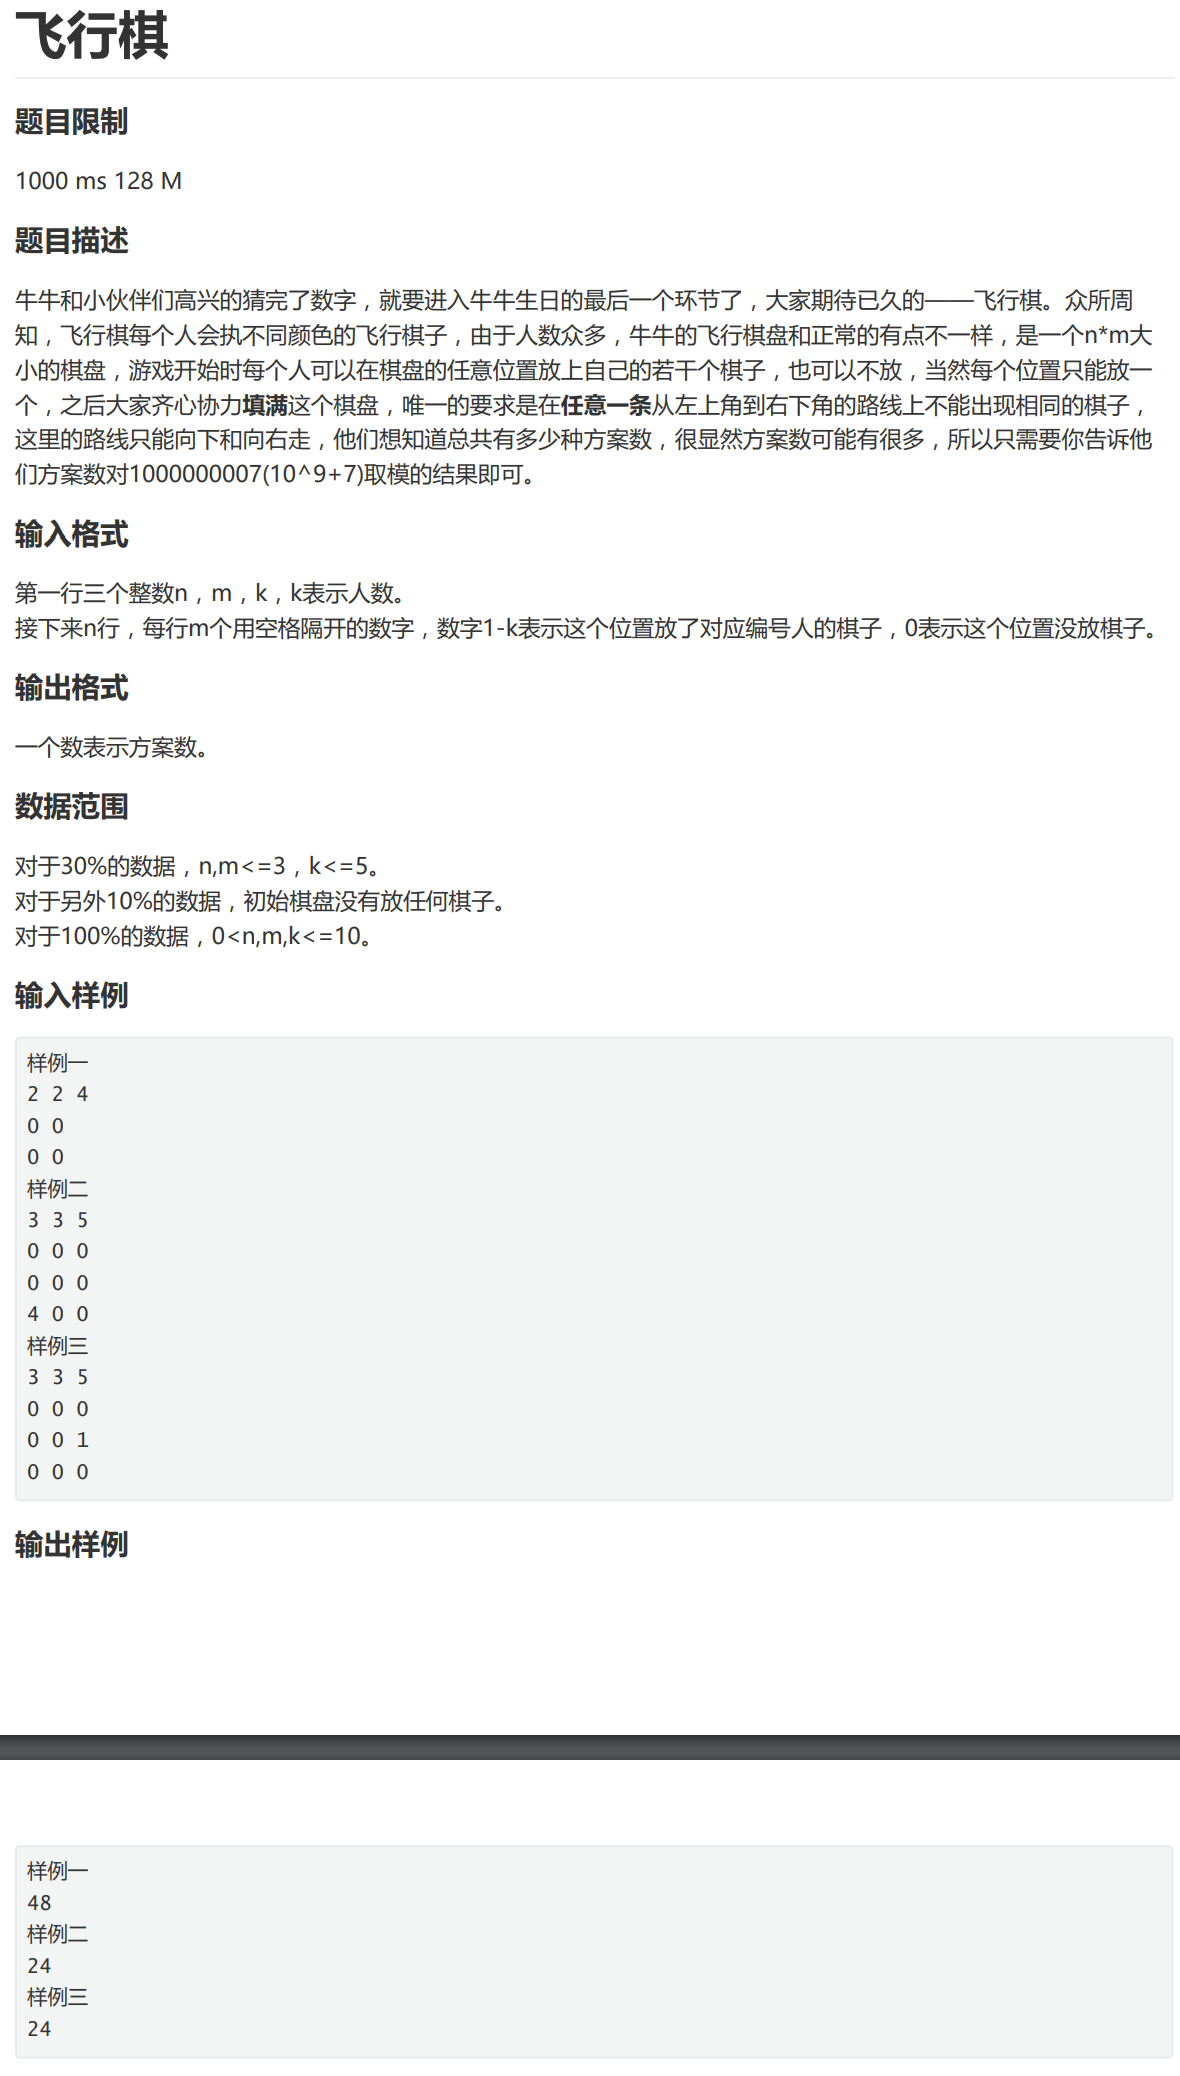 飞行棋
题目限制
1000 ms 128 M
题目描述
牛牛和小伙伴们高兴的猜完了数字，就要进入牛牛生日的最后一个环节了，大家期待已久的——飞行棋。众所周
知，飞行棋每个人会执不同颜色的飞行棋子，由于人数众多，牛牛的飞行棋盘和正常的有点不一样，是一个n*m大
小的棋盘，游戏开始时每个人可以在棋盘的任意位置放上自己的若干个棋子，也可以不放，当然每个位置只能放一
个，之后大家齐心协力填满这个棋盘，唯一的要求是在任意一条从左上角到右下角的路线上不能出现相同的棋子，
这里的路线只能向下和向右走，他们想知道总共有多少种方案数，很显然方案数可能有很多，所以只需要你告诉他
们方案数对1000000007(10^9+7)取模的结果即可。
输入格式
第一行三个整数n，m，k，k表示人数。
接下来n行，每行m个用空格隔开的数字，数字1-k表示这个位置放了对应编号人的棋子，0表示这个位置没放棋子。
输出格式
一个数表示方案数。
数据范围
对于30%的数据，n,m<=3，k<=5。
对于另外10%的数据，初始棋盘没有放任何棋子。
对于100%的数据，0<n,m,k<=10。
输入样例
样例一
2 2 4
0 0
0 0
样例二
3 3 5
0 0 0
0 0 0
4 0 0
样例三
3 3 5
0 0 0
0 0 1
0 0 0
输出样例
样例一
48
样例二
24
样例三
24